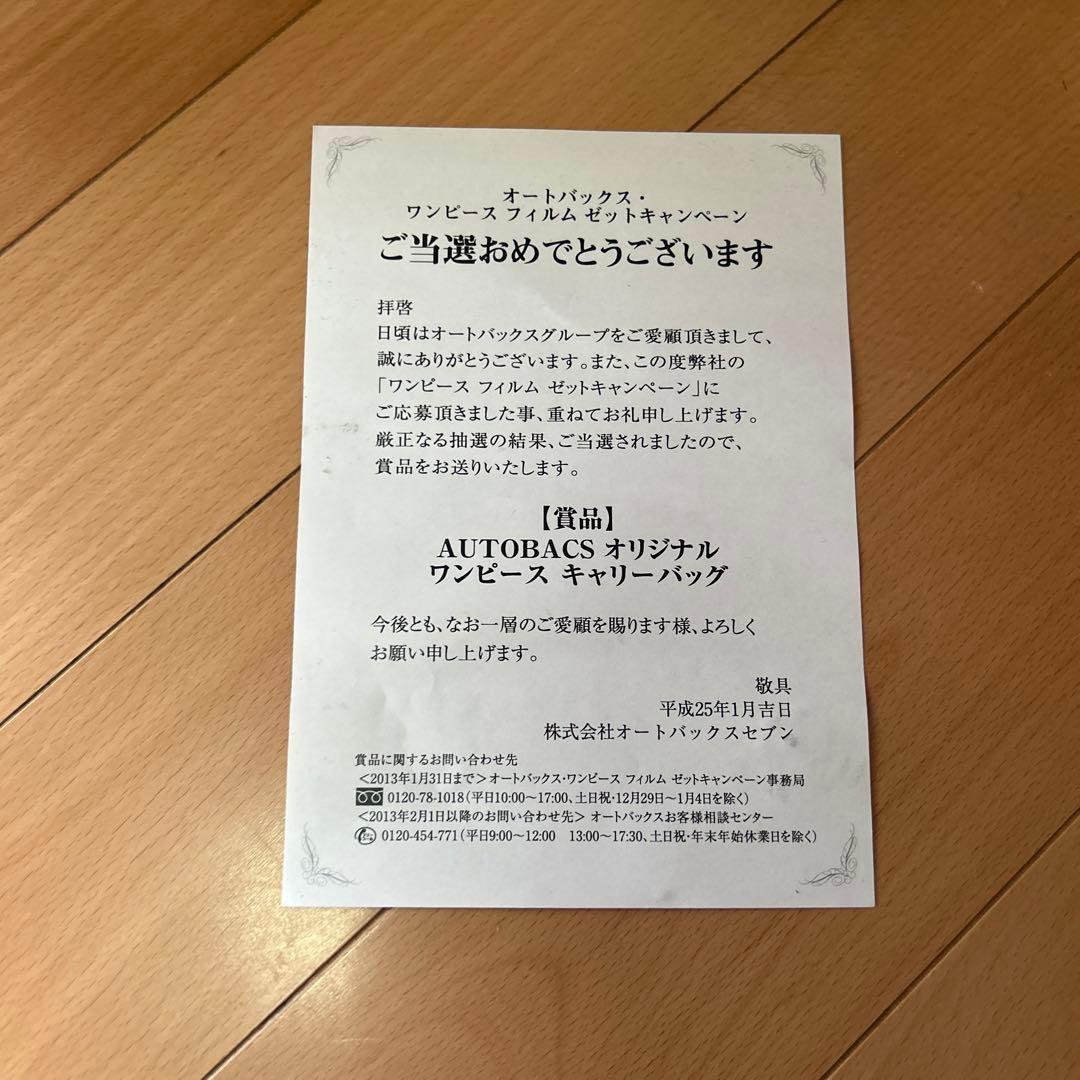 オートバックス・
ワンピース フィルム ゼットキャンペーン
ご当選おめでとうございます
拝啓
日頃はオートバックスグループをご愛顧頂きまして、
誠にありがとうございます。また、この度弊社の
「ワンピース フィルム ゼットキャンペーン」に
ご応募頂きました事、重ねてお礼申し上げます。
厳正なる抽選の結果、ご当選されましたので、
賞品をお送りいたします。
【賞品】
AUTOBACS オリジナル
ワンピース キャリーバッグ
今後とも、なお一層のご愛顧を賜ります様、よろしく
お願い申し上げます。
敬具
平成25年1月吉日
株式会社オートバックスセブン
賞品に関するお問い合わせ先
＜2013年1月31日まで＞オートバックス・ワンピース フィルム ゼットキャンペーン事務局
0120-78-1018（平日10:00～17:00、土日祝・12月29日～1月4日を除く）
＜2013年2月1日以降のお問い合わせ先＞ オートバックスお客様相談センター
0120-454-771（平日9:00～12:00　13:00～17:30、土日祝・年末年始休業日を除く）